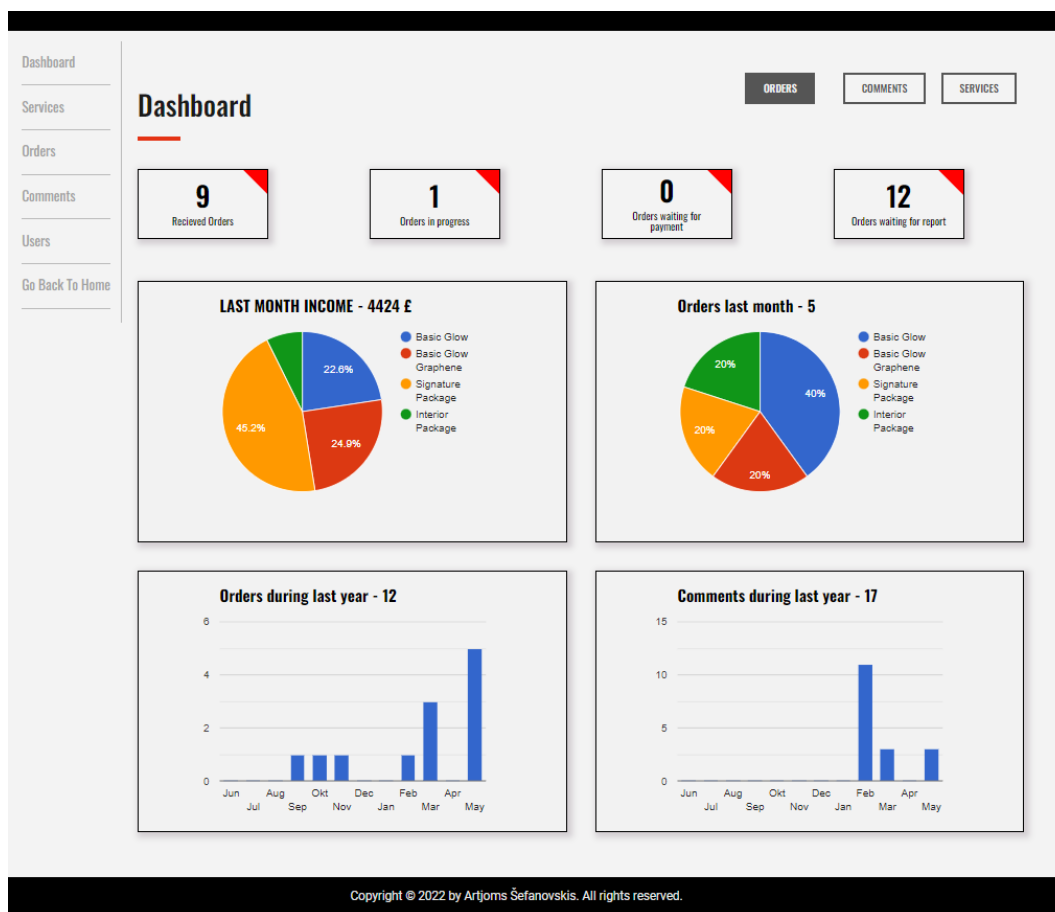 Dashboard
Services
Orders
Comments
Users
Go Back To Home
Dashboard
ORDERS
COMMENTS
SERVICES
9
Recieved Orders
1
Orders in progress
0
Orders waiting for
payment
12
Orders waiting for report
LAST MONTH INCOME - 4424 £
22.6%
24.9%
45.2%
Basic Glow
Basic Glow
Graphene
Signature
Package
Interior
Package
Orders last month - 5
40%
20%
20%
20%
Basic Glow
Basic Glow
Graphene
Signature
Package
Interior
Package
Orders during last year - 12
6
4
2
0
Jun Aug Okt Dec Feb Apr
Jul Sep Nov Jan Mar May
Comments during last year - 17
15
10
5
0
Jun Aug Okt Dec Feb Apr
Jul Sep Nov Jan Mar May
Copyright © 2022 by Artjoms Šefanovskis. All rights reserved.